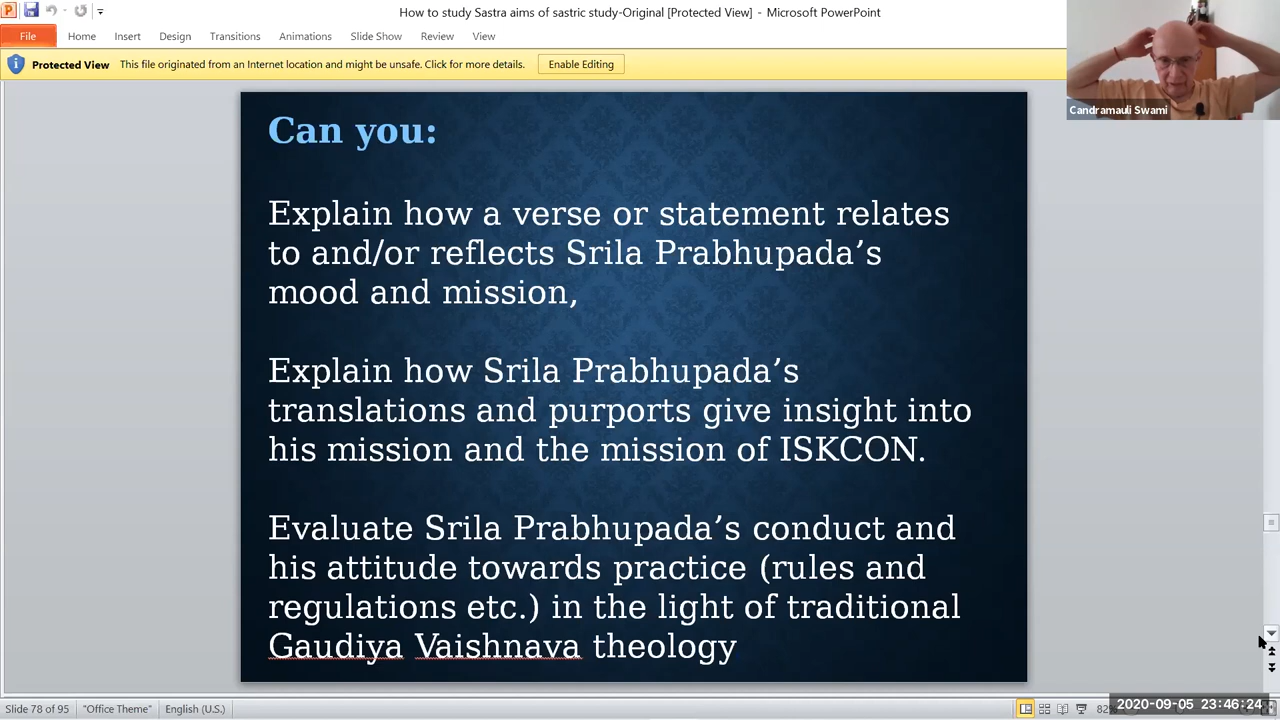 How to study Sastra aims of sastric study-Original [Protected View] - Microsoft PowerPoint
File Home Insert Design Transitions Animations Slide Show Review View
Protected View This file originated from an Internet location and might be unsafe. Click for more details. Enable Editing
Candramauli Swami
Can you:
Explain how a verse or statement relates
to and/or reflects Srila Prabhupada’s
mood and mission,
Explain how Srila Prabhupada’s
translations and purports give insight into
his mission and the mission of ISKCON.
Evaluate Srila Prabhupada’s conduct and
his attitude towards practice (rules and
regulations etc.) in the light of traditional
Gaudiya Vaishnava theology
Slide 78 of 95 "Office Theme" English (U.S.)
2020-09-05 23:46:24